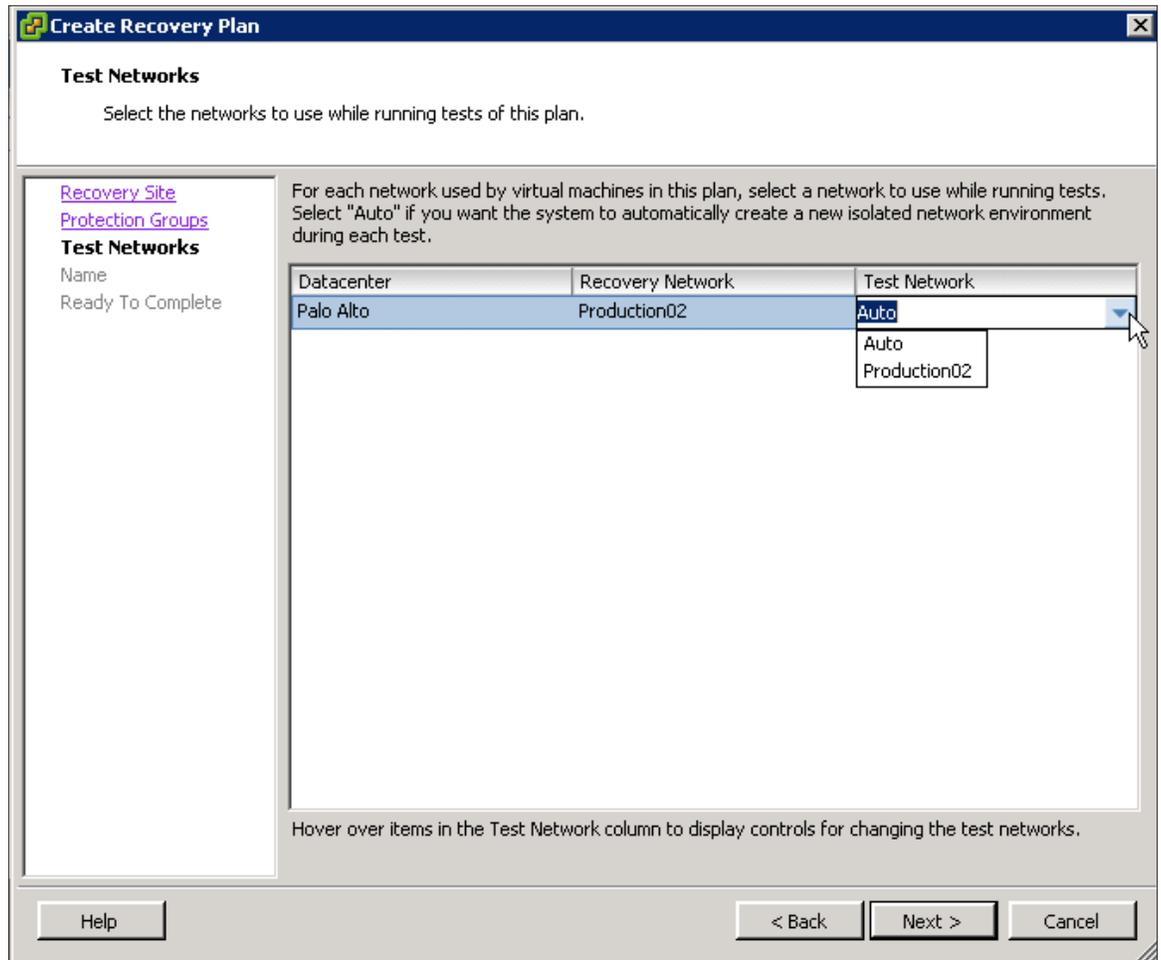 Create Recovery Plan
Test Networks
Select the networks to use while running tests of this plan.
Recovery Site
Protection Groups
Test Networks
Name
Ready To Complete
For each network used by virtual machines in this plan, select a network to use while running tests.
Select "Auto" if you want the system to automatically create a new isolated network environment
during each test.
Datacenter Recovery Network Test Network
Palo Alto Production02 Auto
Auto
Production02
Hover over items in the Test Network column to display controls for changing the test networks.
Help < Back Next > Cancel